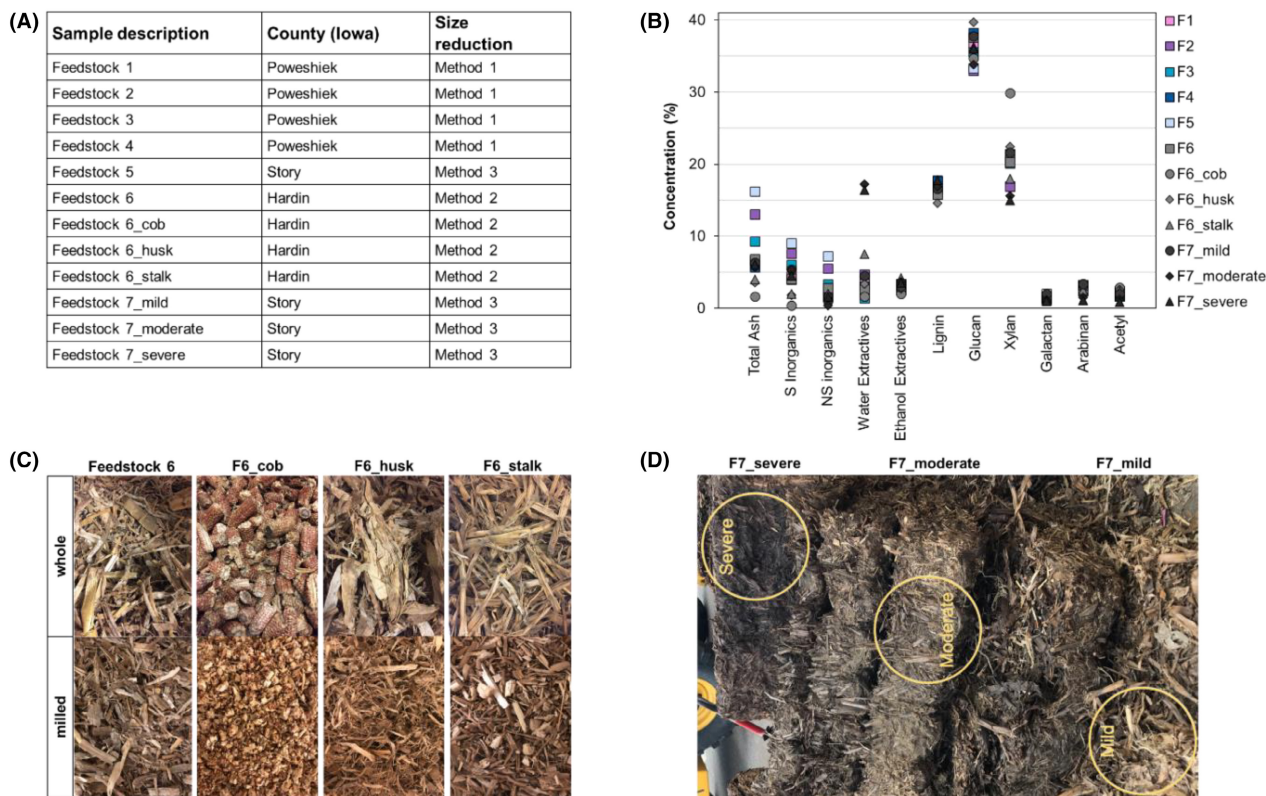 (A)
Sample description County (Iowa) Size reduction
Feedstock 1 Poweshiek Method 1
Feedstock 2 Poweshiek Method 1
Feedstock 3 Poweshiek Method 1
Feedstock 4 Poweshiek Method 1
Feedstock 5 Story Method 3
Feedstock 6 Hardin Method 2
Feedstock 6_cob Hardin Method 2
Feedstock 6_husk Hardin Method 2
Feedstock 6_stalk Hardin Method 2
Feedstock 7_mild Story Method 3
Feedstock 7_moderate Story Method 3
Feedstock 7_severe Story Method 3
(B)
Concentration (%)
40
30
20
10
0
Total Ash
S Inorganics
NS inorganics
Water Extractives
Ethanol Extractives
Lignin
Glucan
Xylan
Galactan
Arabinan
Acetyl
F1
F2
F3
F4
F5
F6
F6_cob
F6_husk
F6_stalk
F7_mild
F7_moderate
F7_severe
(C)
Feedstock 6 F6_cob F6_husk F6_stalk
whole
milled
(D)
F7_severe F7_moderate F7_mild
Severe
Moderate
Mild